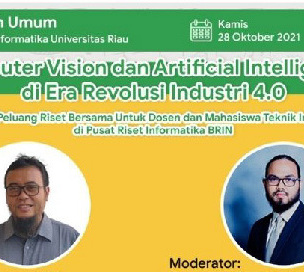 Umum
Informatika Universitas Riau
Kamis
28 Oktober 2021
uter Vision dan Artificial Intellig
di Era Revolusi Industri 4.0
Peluang Riset Bersama Untuk Dosen dan Mahasiswa Teknik In
di Pusat Riset Informatika BRIN
Moderator: